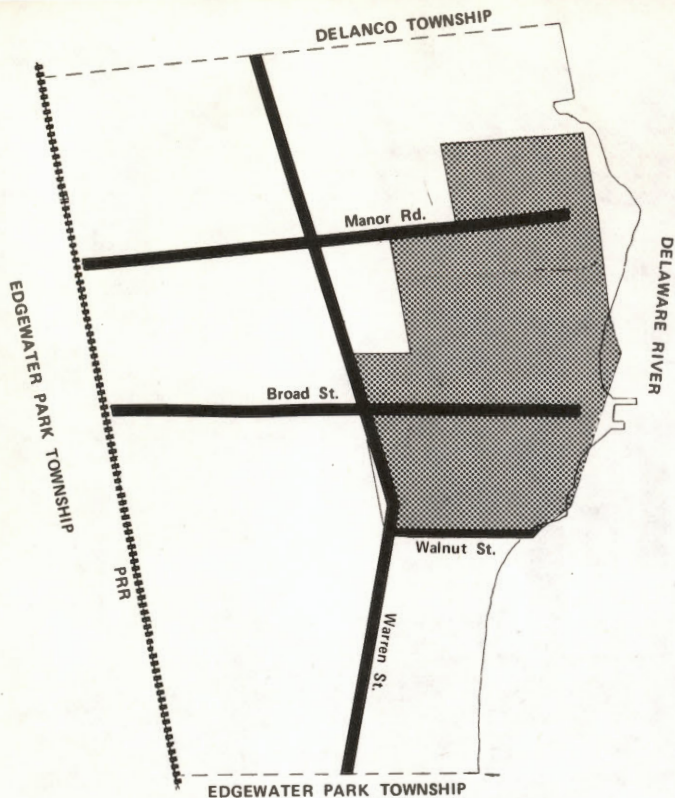 DELANCO TOWNSHIP
Manor Rd.
DELAWARE RIVER
EDGEWATER PARK TOWNSHIP
Broad St.
Walnut St.
PRR
Warren St.
EDGEWATER PARK TOWNSHIP